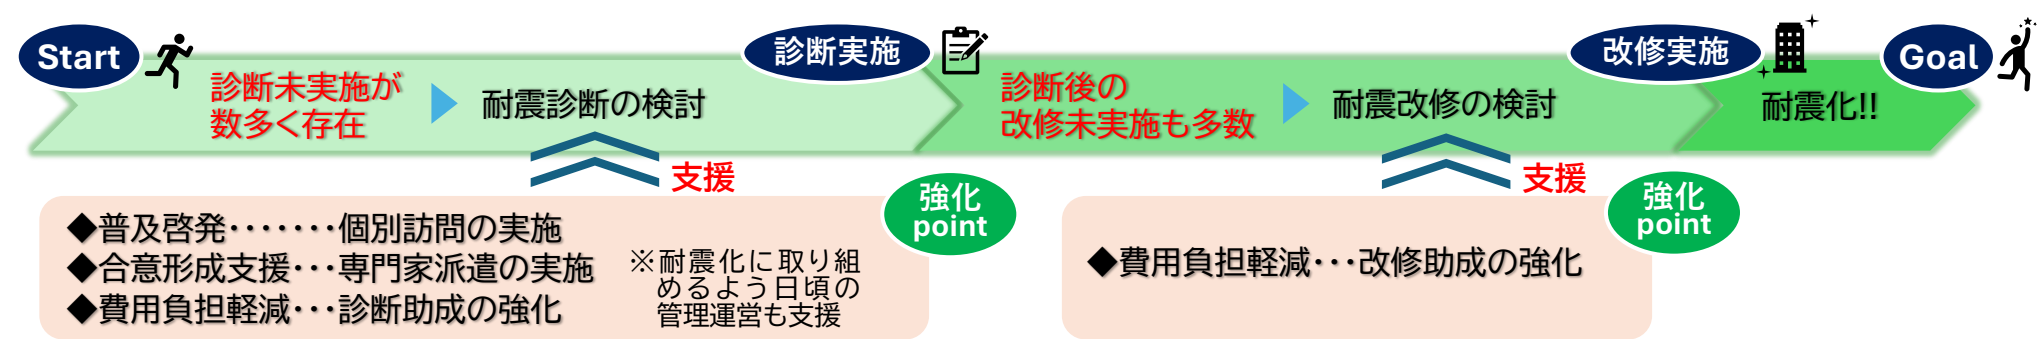 Start
診断未実施が
数多く存在
耐震診断の検討
診断実施
診断後の
改修未実施も多数
耐震改修の検討
改修実施
耐震化!!
Goal
支援
強化
point
◆普及啓発・・・・・・・個別訪問の実施
◆合意形成支援・・・専門家派遣の実施
◆費用負担軽減・・・診断助成の強化
※耐震化に取り組
めるよう日頃の
管理運営も支援
支援
強化
point
◆費用負担軽減・・・改修助成の強化